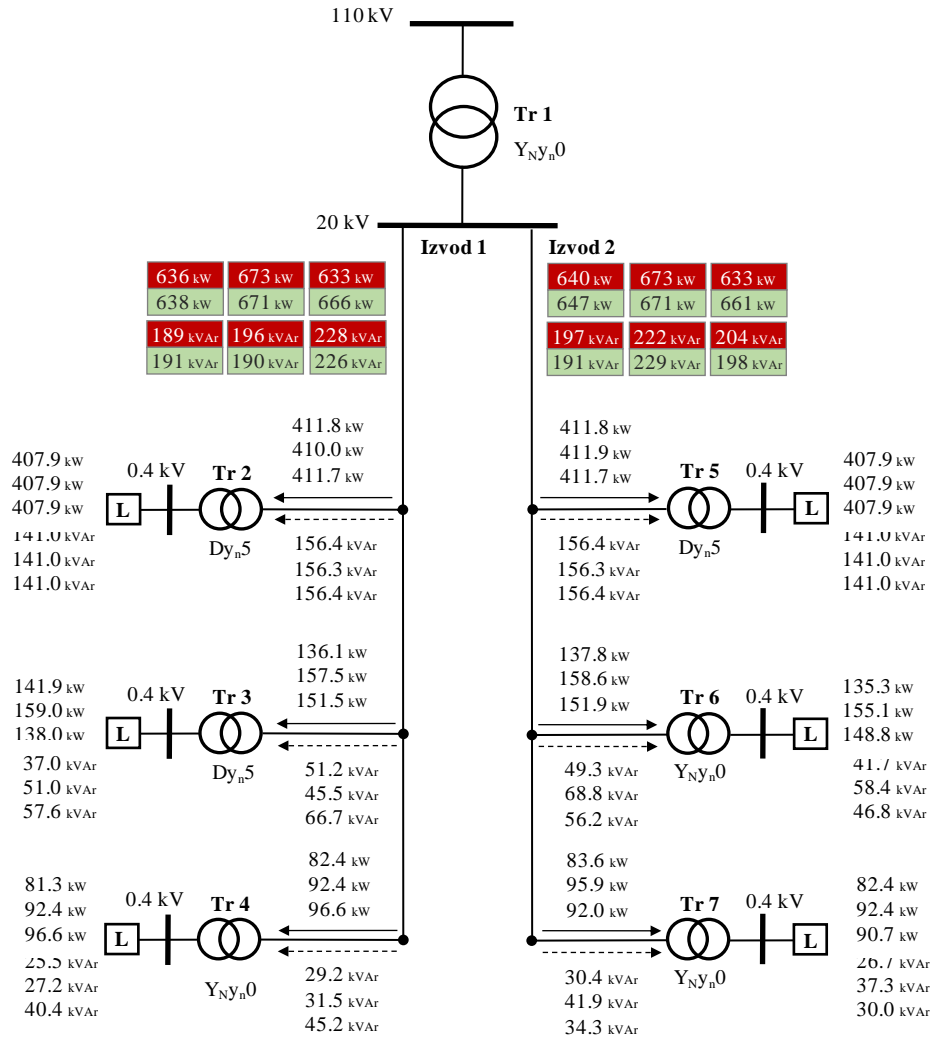 110 kV
Tr 1
YNyn0
20 kV
Izvod 1
Izvod 2
636 kW 673 kW 633 kW
638 kW 671 kW 666 kW
189 kVAr 196 kVAr 228 kVAr
191 kVAr 190 kVAr 226 kVAr
640 kW 673 kW 633 kW
647 kW 671 kW 661 kW
197 kVAr 222 kVAr 204 kVAr
191 kVAr 229 kVAr 198 kVAr
407.9 kW
407.9 kW
407.9 kW
141.0 kVAr
141.0 kVAr
141.0 kVAr
L
0.4 kV
Tr 2
Dyn5
411.8 kW
410.0 kW
411.7 kW
156.4 kVAr
156.3 kVAr
156.4 kVAr
411.8 kW
411.9 kW
411.7 kW
156.4 kVAr
156.3 kVAr
156.4 kVAr
Tr 5
Dyn5
0.4 kV
L
407.9 kW
407.9 kW
407.9 kW
141.0 kVAr
141.0 kVAr
141.0 kVAr
141.9 kW
159.0 kW
138.0 kW
37.0 kVAr
51.0 kVAr
57.6 kVAr
L
0.4 kV
Tr 3
Dyn5
136.1 kW
157.5 kW
151.5 kW
51.2 kVAr
45.5 kVAr
66.7 kVAr
137.8 kW
158.6 kW
151.9 kW
49.3 kVAr
68.8 kVAr
56.2 kVAr
Tr 6
YNyn0
0.4 kV
L
135.3 kW
155.1 kW
148.8 kW
41.7 kVAr
58.4 kVAr
46.8 kVAr
81.3 kW
92.4 kW
96.6 kW
25.5 kVAr
27.2 kVAr
40.4 kVAr
L
0.4 kV
Tr 4
YNyn0
82.4 kW
92.4 kW
96.6 kW
29.2 kVAr
31.5 kVAr
45.2 kVAr
83.6 kW
95.9 kW
92.0 kW
30.4 kVAr
41.9 kVAr
34.3 kVAr
Tr 7
YNyn0
0.4 kV
L
82.4 kW
92.4 kW
90.7 kW
26.7 kVAr
37.3 kVAr
30.0 kVAr